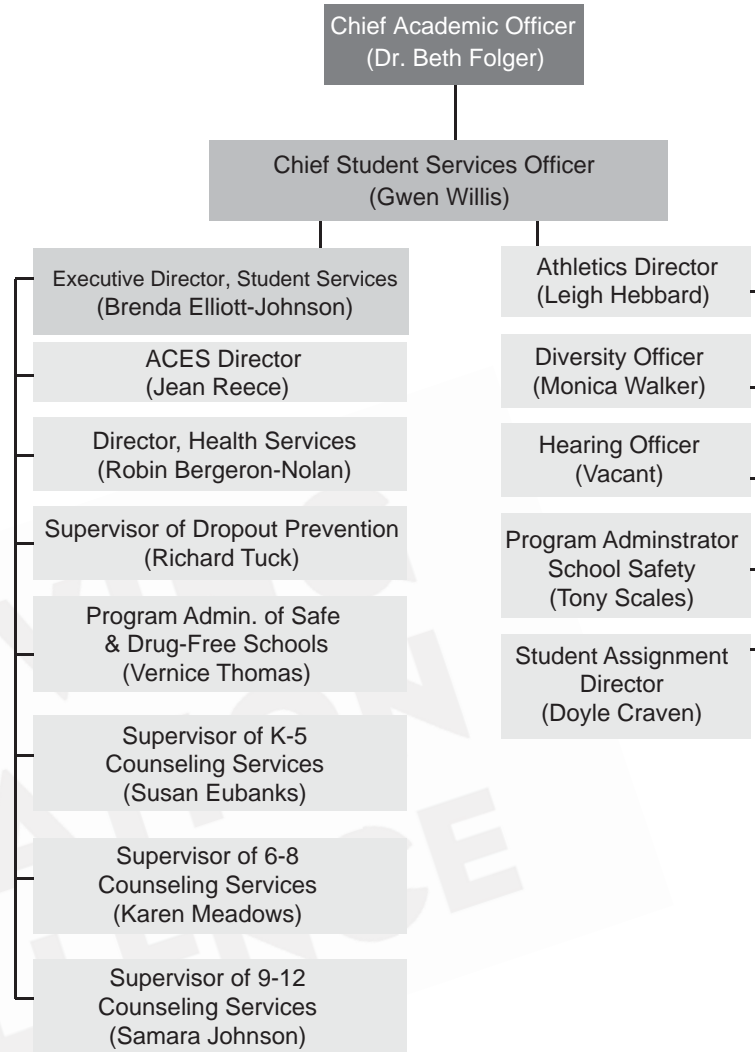 Chief Academic Officer
(Dr. Beth Folger)
Chief Student Services Officer
(Gwen Willis)
Executive Director, Student Services
(Brenda Elliott-Johnson)
ACES Director
(Jean Reece)
Director, Health Services
(Robin Bergeron-Nolan)
Supervisor of Dropout Prevention
(Richard Tuck)
Program Admin. of Safe
& Drug-Free Schools
(Vernice Thomas)
Supervisor of K-5
Counseling Services
(Susan Eubanks)
Supervisor of 6-8
Counseling Services
(Karen Meadows)
Supervisor of 9-12
Counseling Services
(Samara Johnson)
Athletics Director
(Leigh Hebbard)
Diversity Officer
(Monica Walker)
Hearing Officer
(Vacant)
Program Adminstrator
School Safety
(Tony Scales)
Student Assignment
Director
(Doyle Craven)